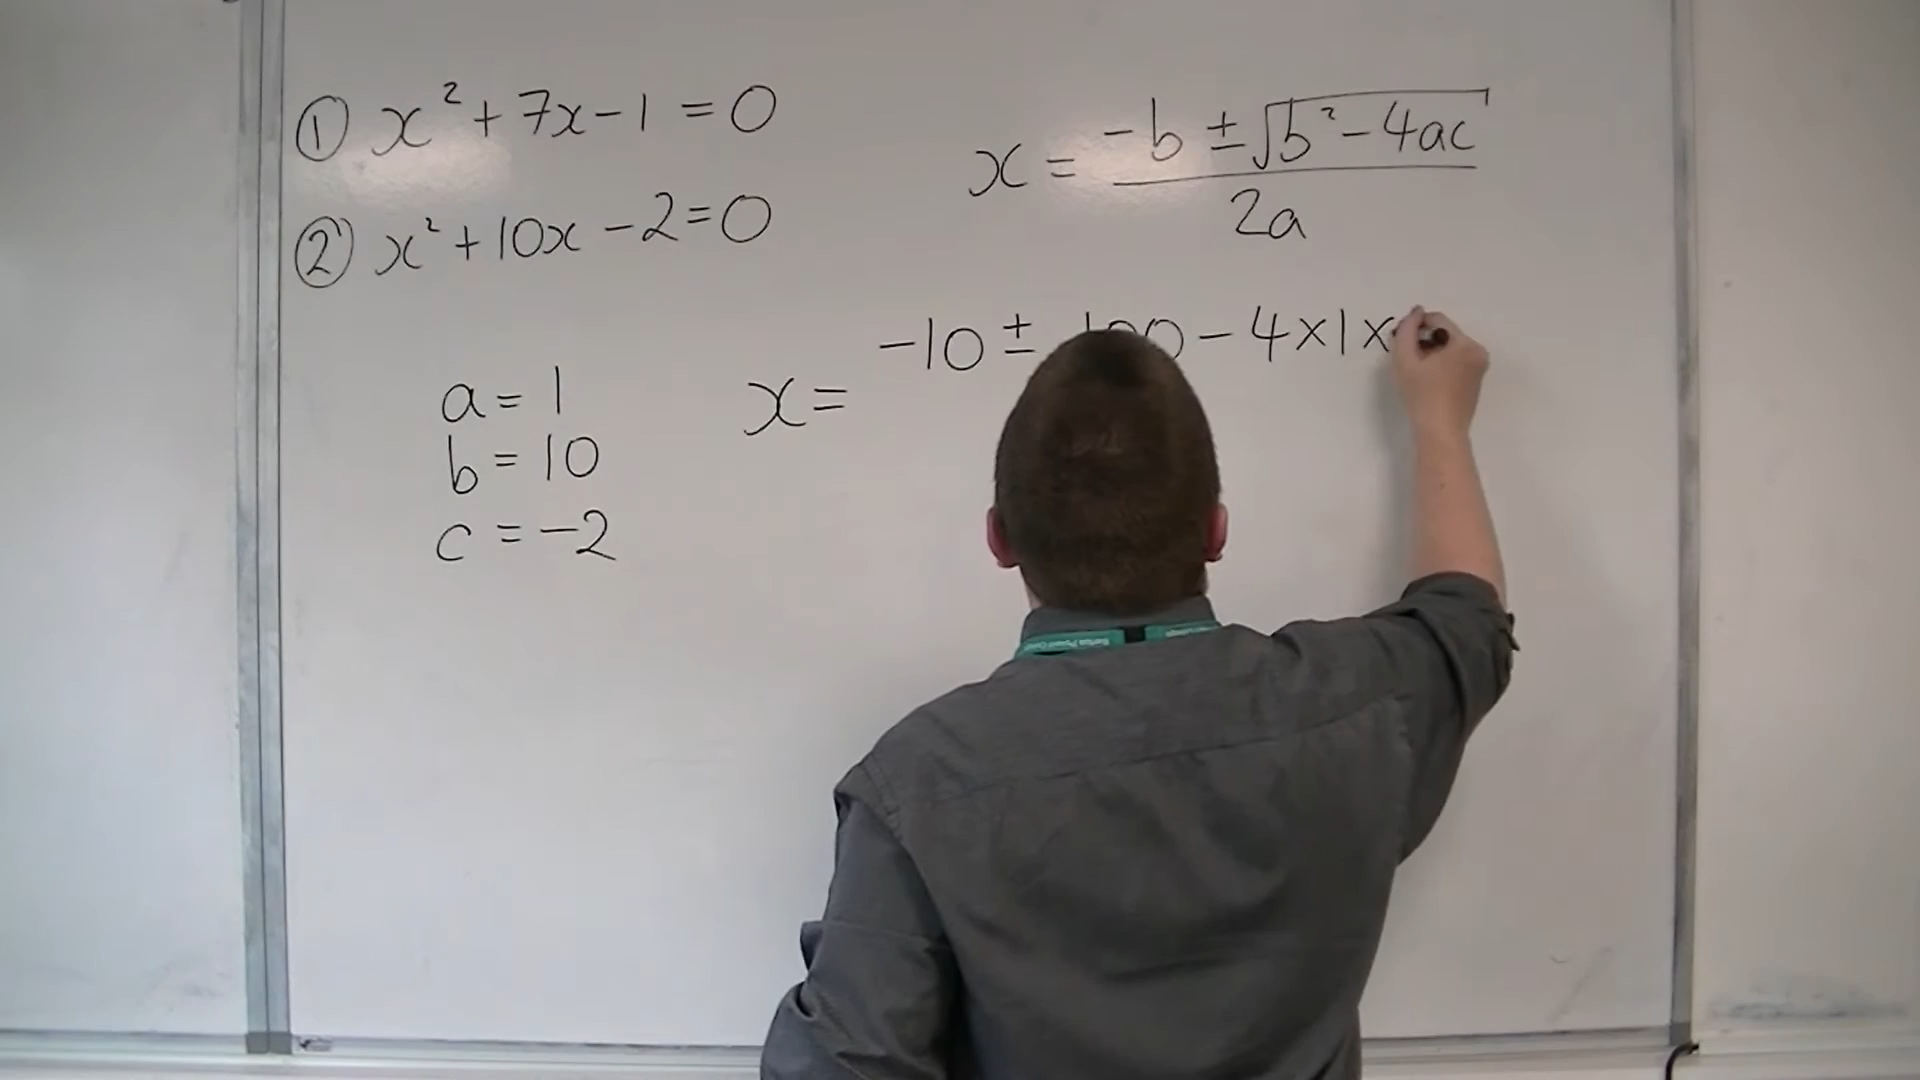 ① x² + 7x - 1 = 0
② x² + 10x - 2 = 0
x = (-b ± √(b² - 4ac)) / 2a
a = 1
b = 10
c = -2
x = -10 ± 100 - 4 × 1 ×